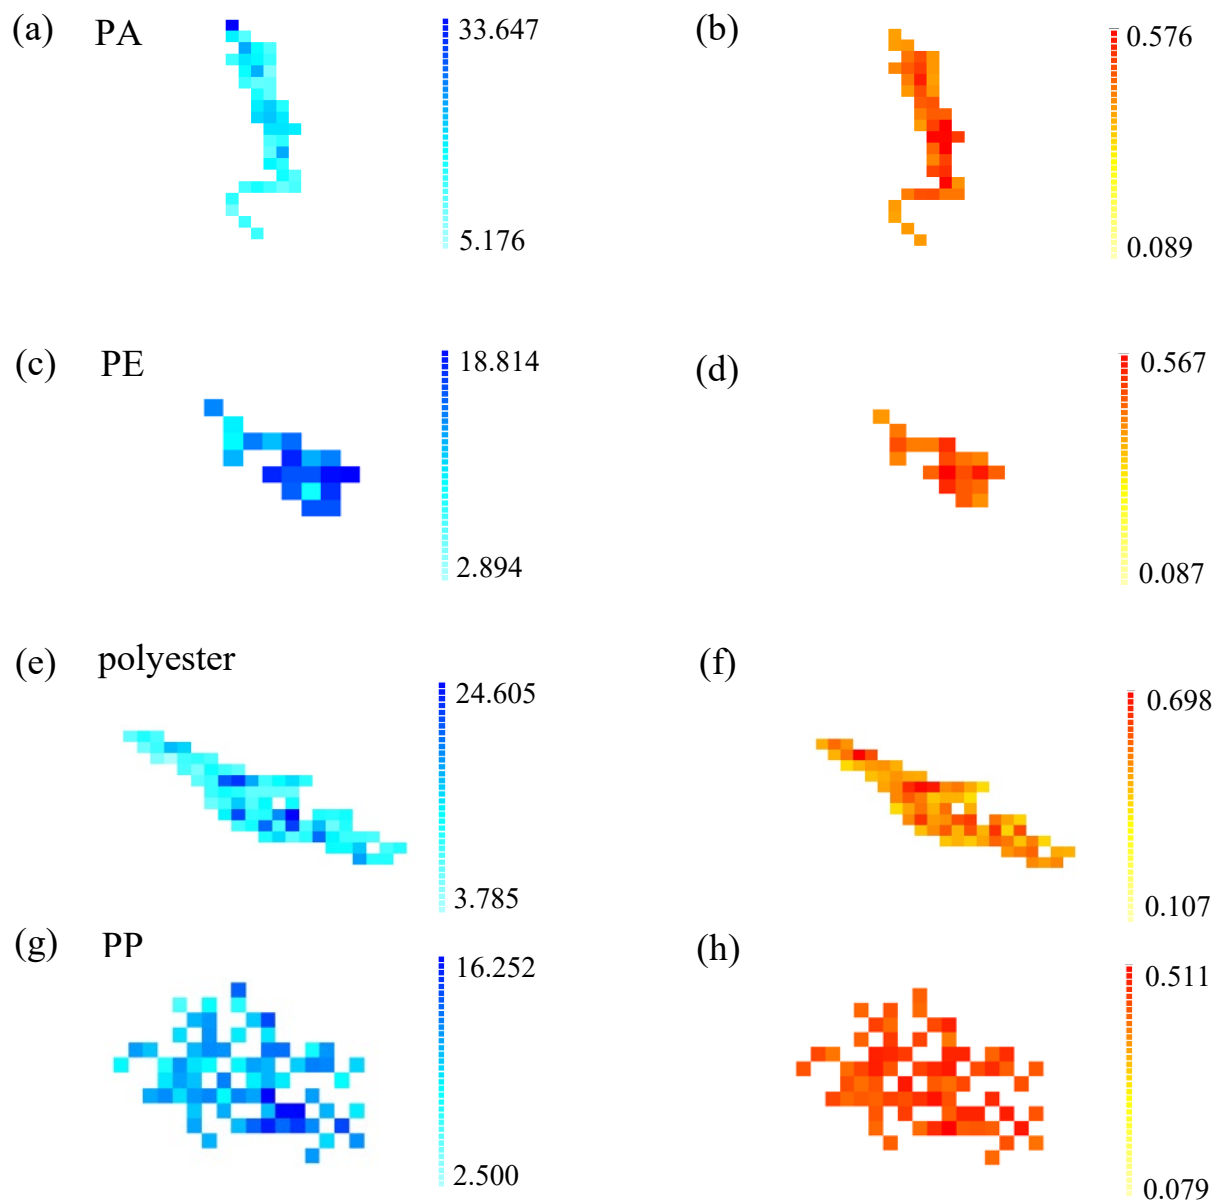 (a) PA
33.647
5.176
(b)
0.576
0.089
(c) PE
18.814
2.894
(d)
0.567
0.087
(e) polyester
24.605
3.785
(f)
0.698
0.107
(g) PP
16.252
2.500
(h)
0.511
0.079